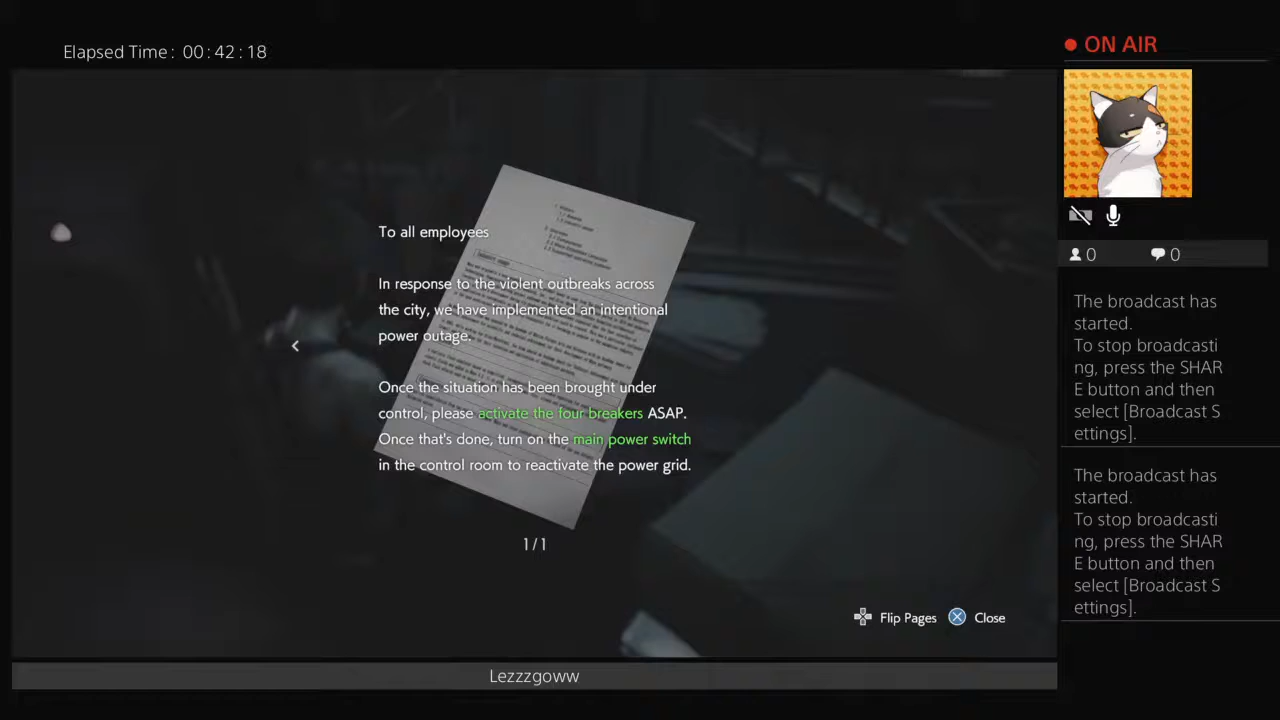 Elapsed Time: 00:42:18
ON AIR
To all employees
In response to the violent outbreaks across
the city, we have implemented an intentional
power outage.
Once the situation has been brought under
control, please activate the four breakers ASAP.
Once that's done, turn on the main power switch
in the control room to reactivate the power grid.
1/1
Flip Pages Close
Lezzzgoww
0 0
The broadcast has
started.
To stop broadcasti
ng, press the SHAR
E button and then
select [Broadcast S
ettings].
The broadcast has
started.
To stop broadcasti
ng, press the SHAR
E button and then
select [Broadcast S
ettings].